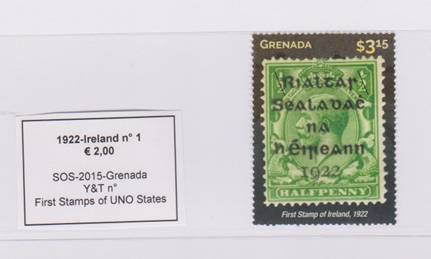 1922-Ireland n° 1
€ 2,00
SOS-2015-Grenada
Y&T n°
First Stamps of UNO States
GRENADA $3.15
Rialtas
Sealadac
na
hÉireann
1922
HALFPENNY
First Stamp of Ireland, 1922